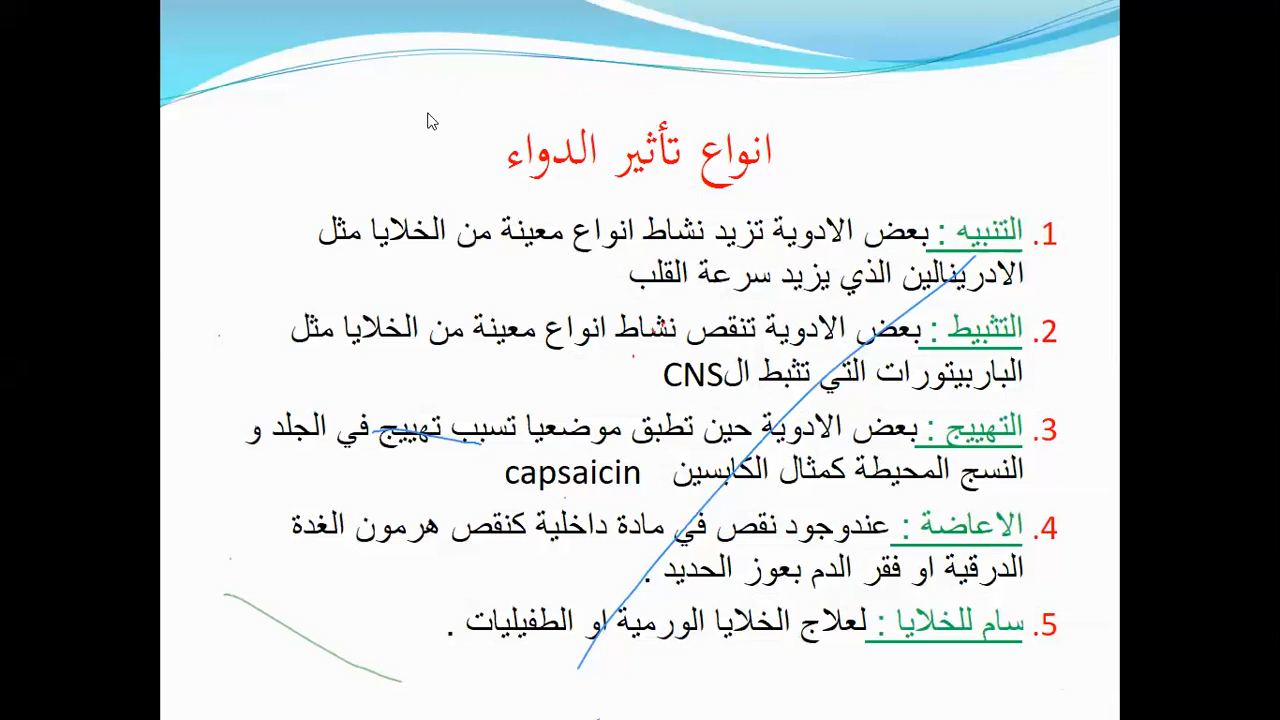 انواع تأثير الدواء
1. التنبيه : بعض الادوية تزيد نشاط انواع معينة من الخلايا مثل
الادرينالين الذي يزيد سرعة القلب
2. التثبيط : بعض الادوية تنقص نشاط انواع معينة من الخلايا مثل
الباربيتورات التي تثبط الCNS
3. التهييج : بعض الادوية حين تطبق موضعيا تسبب تهييج في الجلد و
النسج المحيطة كمثال الكابسين capsaicin
4. الاعاضة : عندوجود نقص في مادة داخلية كنقص هرمون الغدة
الدرقية او فقر الدم بعوز الحديد .
5. سام للخلايا : لعلاج الخلايا الورمية او الطفيليات .